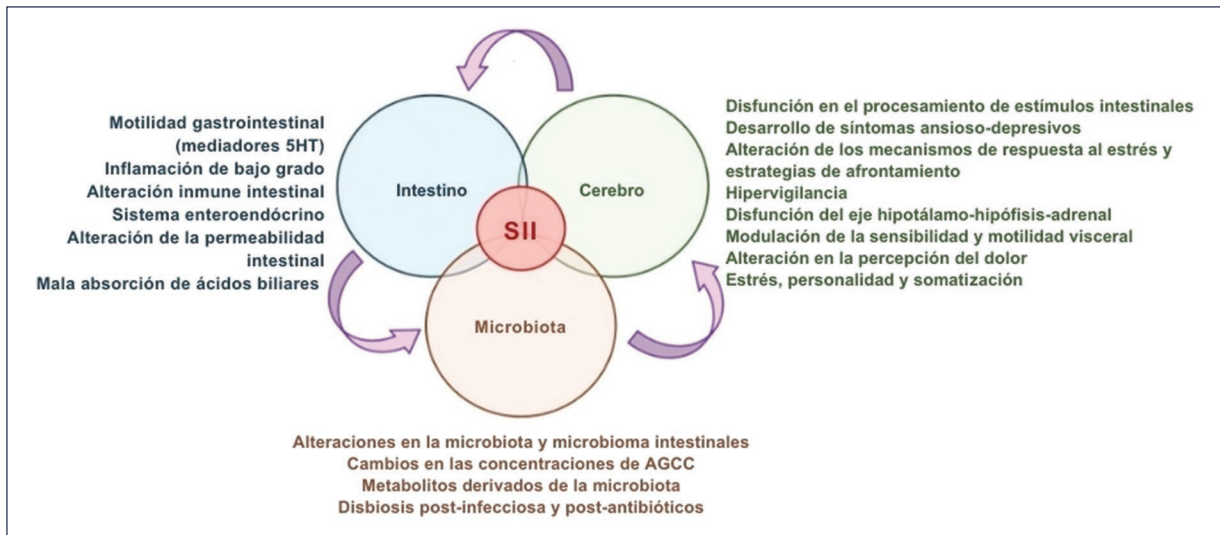 Motilidad gastrointestinal
(mediadores 5HT)
Inflamación de bajo grado
Alteración inmune intestinal
Sistema enteroendócrino
Alteración de la permeabilidad
intestinal
Mala absorción de ácidos biliares
Intestino
Cerebro
SII
Microbiota
Disfunción en el procesamiento de estímulos intestinales
Desarrollo de síntomas ansioso-depresivos
Alteración de los mecanismos de respuesta al estrés y
estrategias de afrontamiento
Hipervigilancia
Disfunción del eje hipotálamo-hipófisis-adrenal
Modulación de la sensibilidad y motilidad visceral
Alteración en la percepción del dolor
Estrés, personalidad y somatización
Alteraciones en la microbiota y microbioma intestinales
Cambios en las concentraciones de AGCC
Metabolitos derivados de la microbiota
Disbiosis post-infecciosa y post-antibióticos